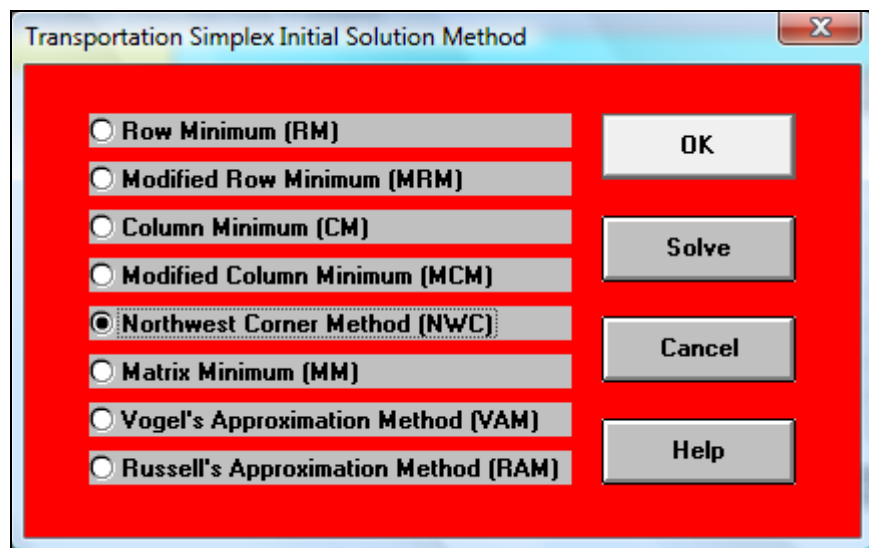 Transportation Simplex Initial Solution Method
Row Minimum (RM)
Modified Row Minimum (MRM)
Column Minimum (CM)
Modified Column Minimum (MCM)
Northwest Corner Method (NWC)
Matrix Minimum (MM)
Vogel's Approximation Method (VAM)
Russell's Approximation Method (RAM)
OK
Solve
Cancel
Help